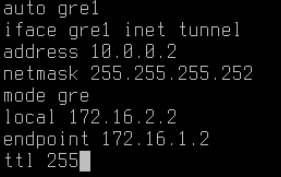 auto gre1
iface gre1 inet tunnel
address 10.0.0.2
netmask 255.255.255.252
mode gre
local 172.16.2.2
endpoint 172.16.1.2
ttl 255